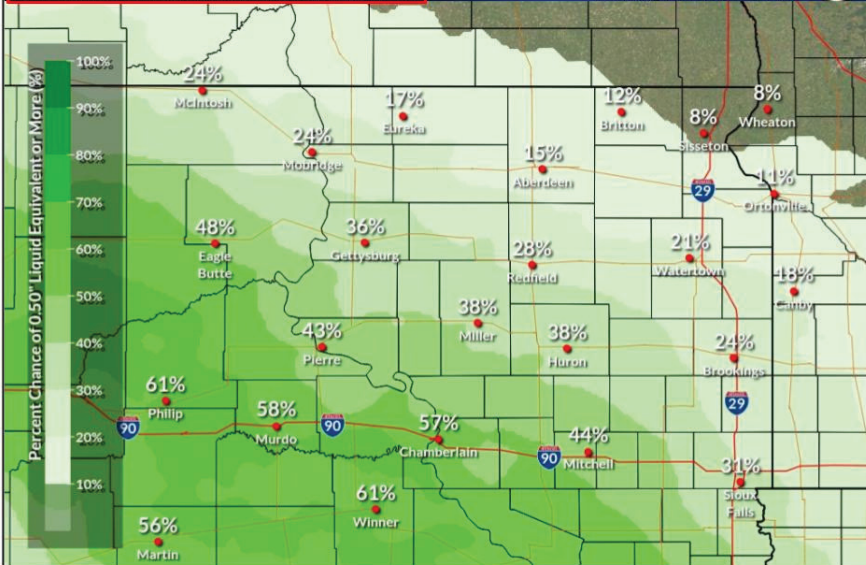 Percent Chance of 0.50" Liquid Equivalent or More (%)
100%
90%
80%
70%
60%
50%
40%
30%
20%
10%
24%
McIntosh
17%
Eureka
12%
Britton
8%
Sisseton
8%
Wheaton
24%
Mobridge
15%
Aberdeen
29
11%
Ortonville
48%
Eagle
Butte
36%
Gettysburg
28%
Redfield
21%
Watertown
18%
Canby
43%
Pierre
38%
Miller
38%
Huron
24%
Brookings
61%
Philip
58%
Murdo
57%
Chamberlain
44%
Mitchell
31%
Sioux
Falls
90
90
90
29
61%
Winner
56%
Martin